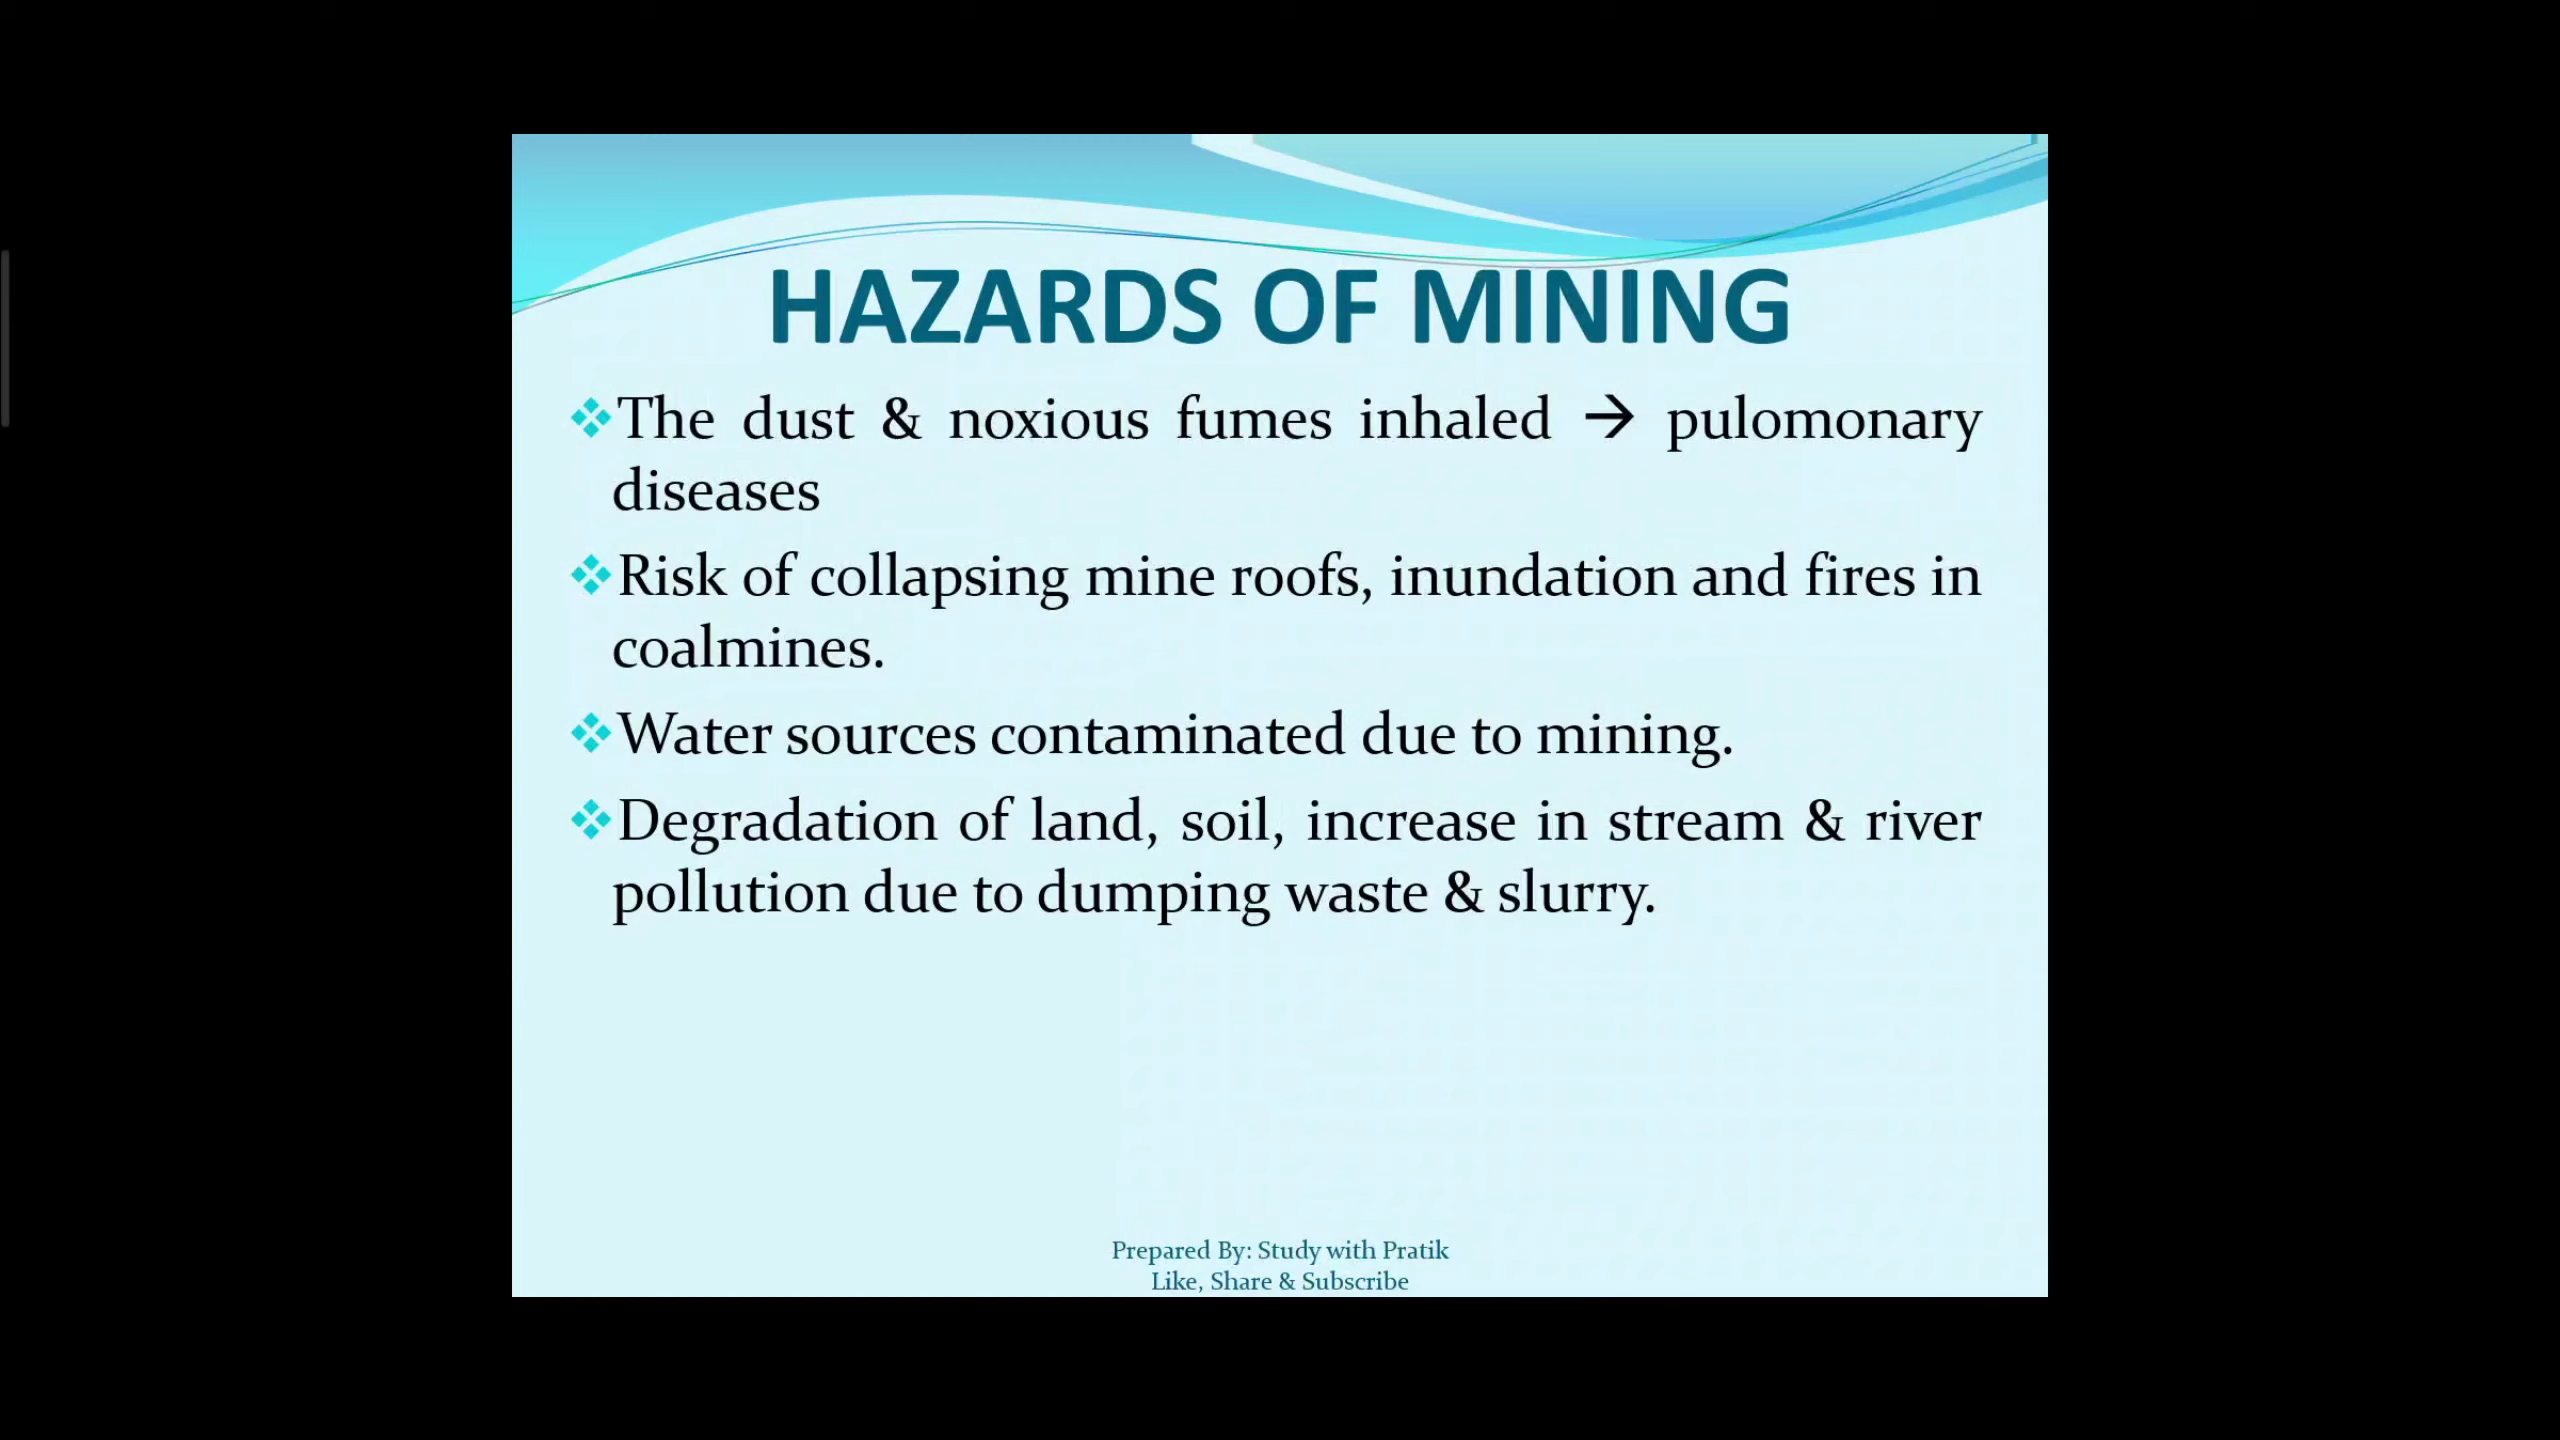 HAZARDS OF MINING
❖The dust & noxious fumes inhaled → pulomonary
diseases
❖Risk of collapsing mine roofs, inundation and fires in
coalmines.
❖Water sources contaminated due to mining.
❖Degradation of land, soil, increase in stream & river
pollution due to dumping waste & slurry.
Prepared By: Study with Pratik
Like, Share & Subscribe